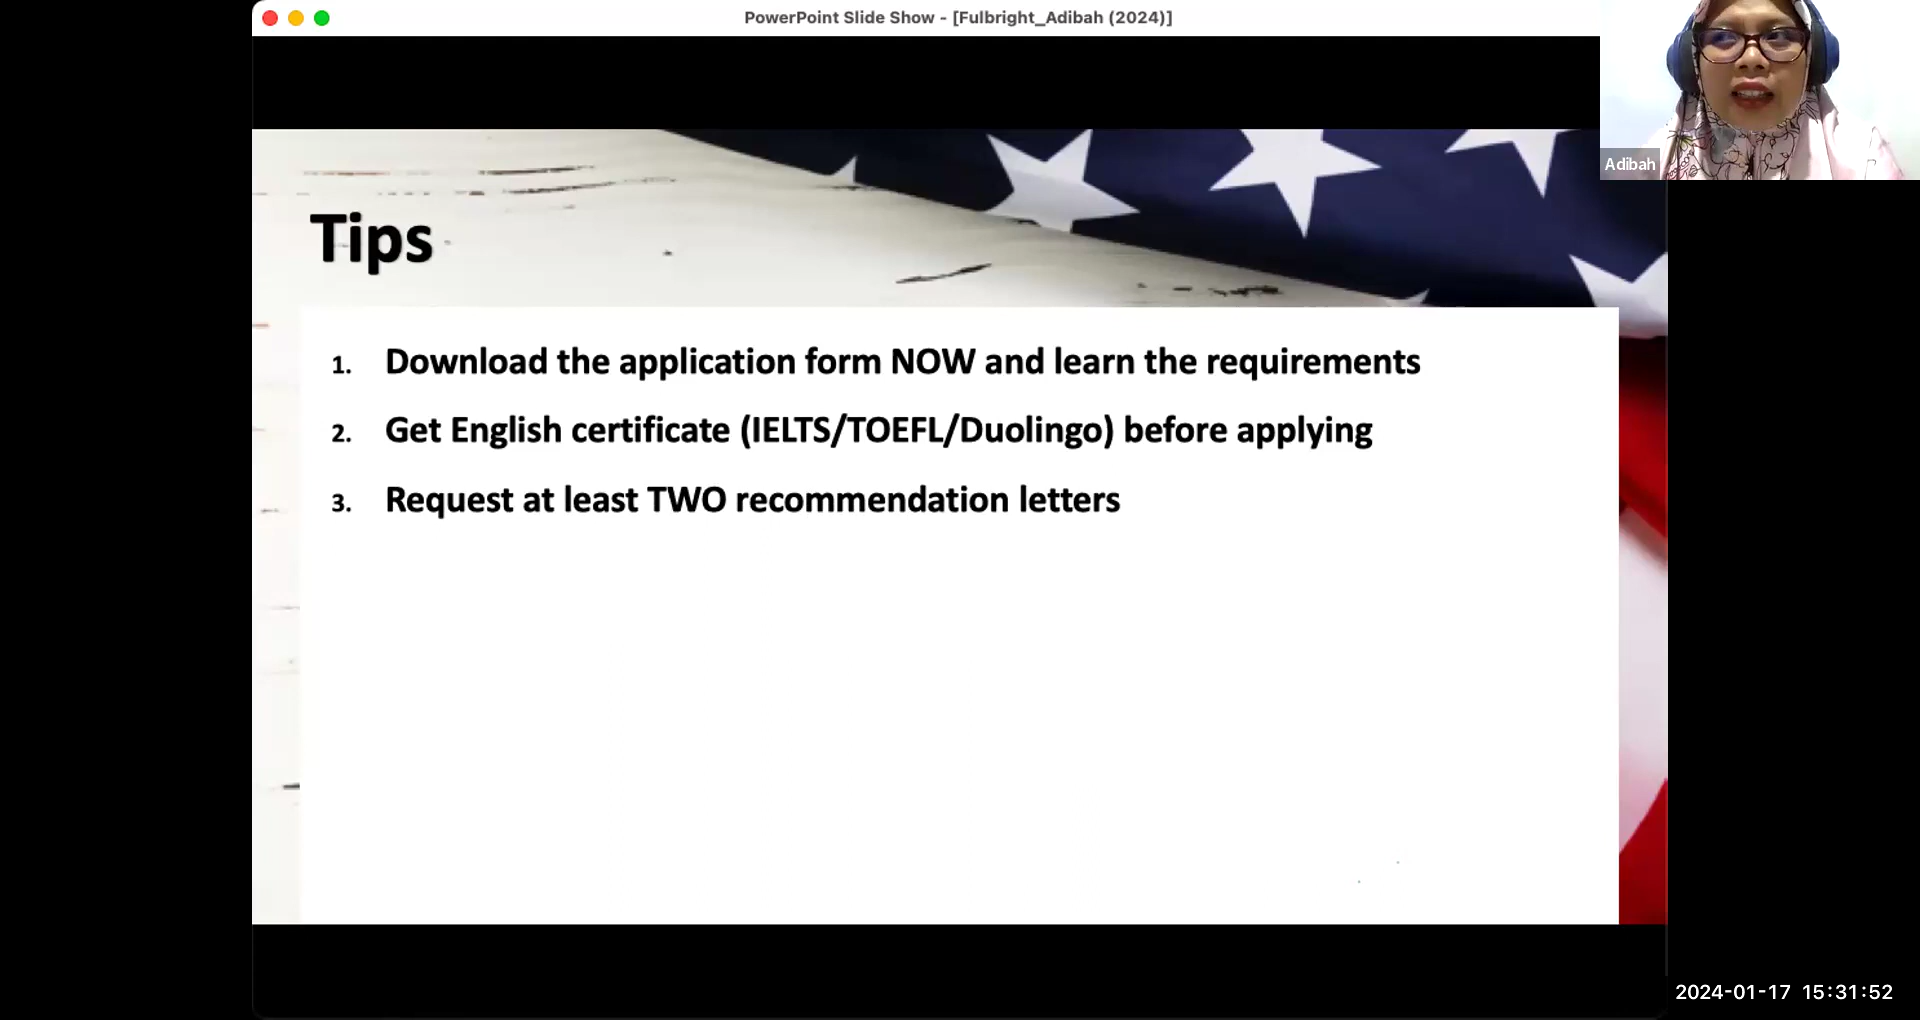 PowerPoint Slide Show - [Fulbright_Adibah (2024)]
Adibah
Tips
1. Download the application form NOW and learn the requirements
2. Get English certificate (IELTS/TOEFL/Duolingo) before applying
3. Request at least TWO recommendation letters
2024-01-17 15:31:52